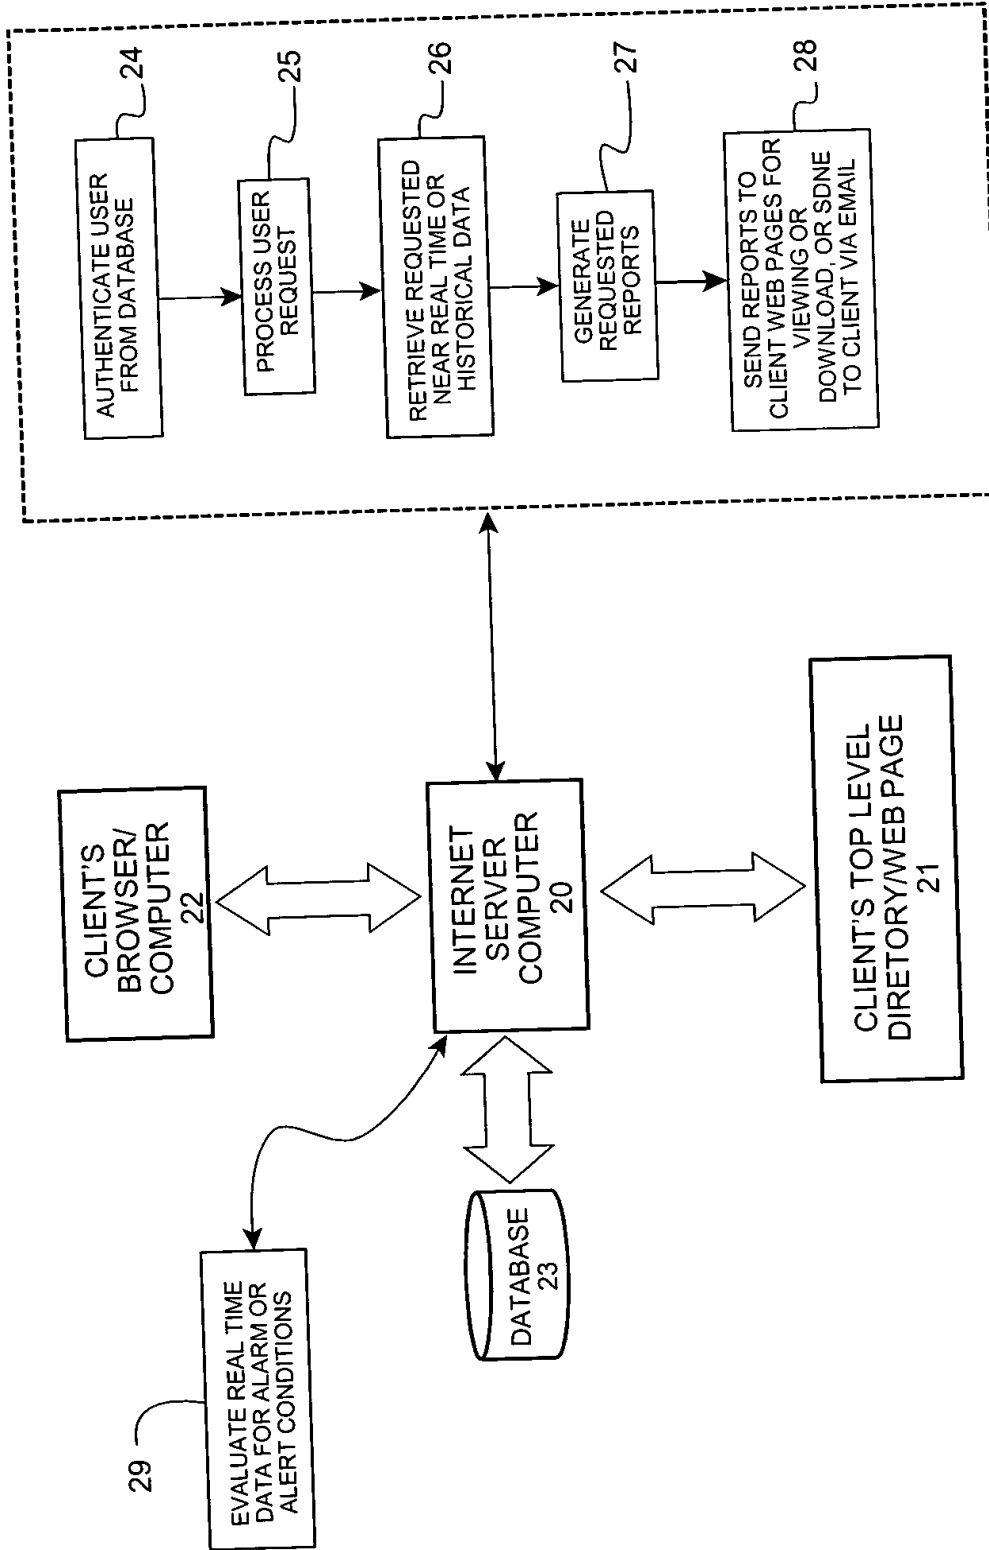 24
AUTHENTICATE USER
FROM DATABASE
25
PROCESS USER
REQUEST
26
RETRIEVE REQUESTED
NEAR REAL TIME OR
HISTORICAL DATA
27
GENERATE
REQUESTED
REPORTS
28
SEND REPORTS TO
CLIENT WEB PAGES FOR
VIEWING OR
DOWNLOAD, OR SDNE
TO CLIENT VIA EMAIL
CLIENT'S
BROWSER/
COMPUTER
22
INTERNET
SERVER
COMPUTER
20
CLIENT'S TOP LEVEL
DIRETORY/WEB PAGE
21
29
EVALUATE REAL TIME
DATA FOR ALARM OR
ALERT CONDITIONS
DATABASE
23